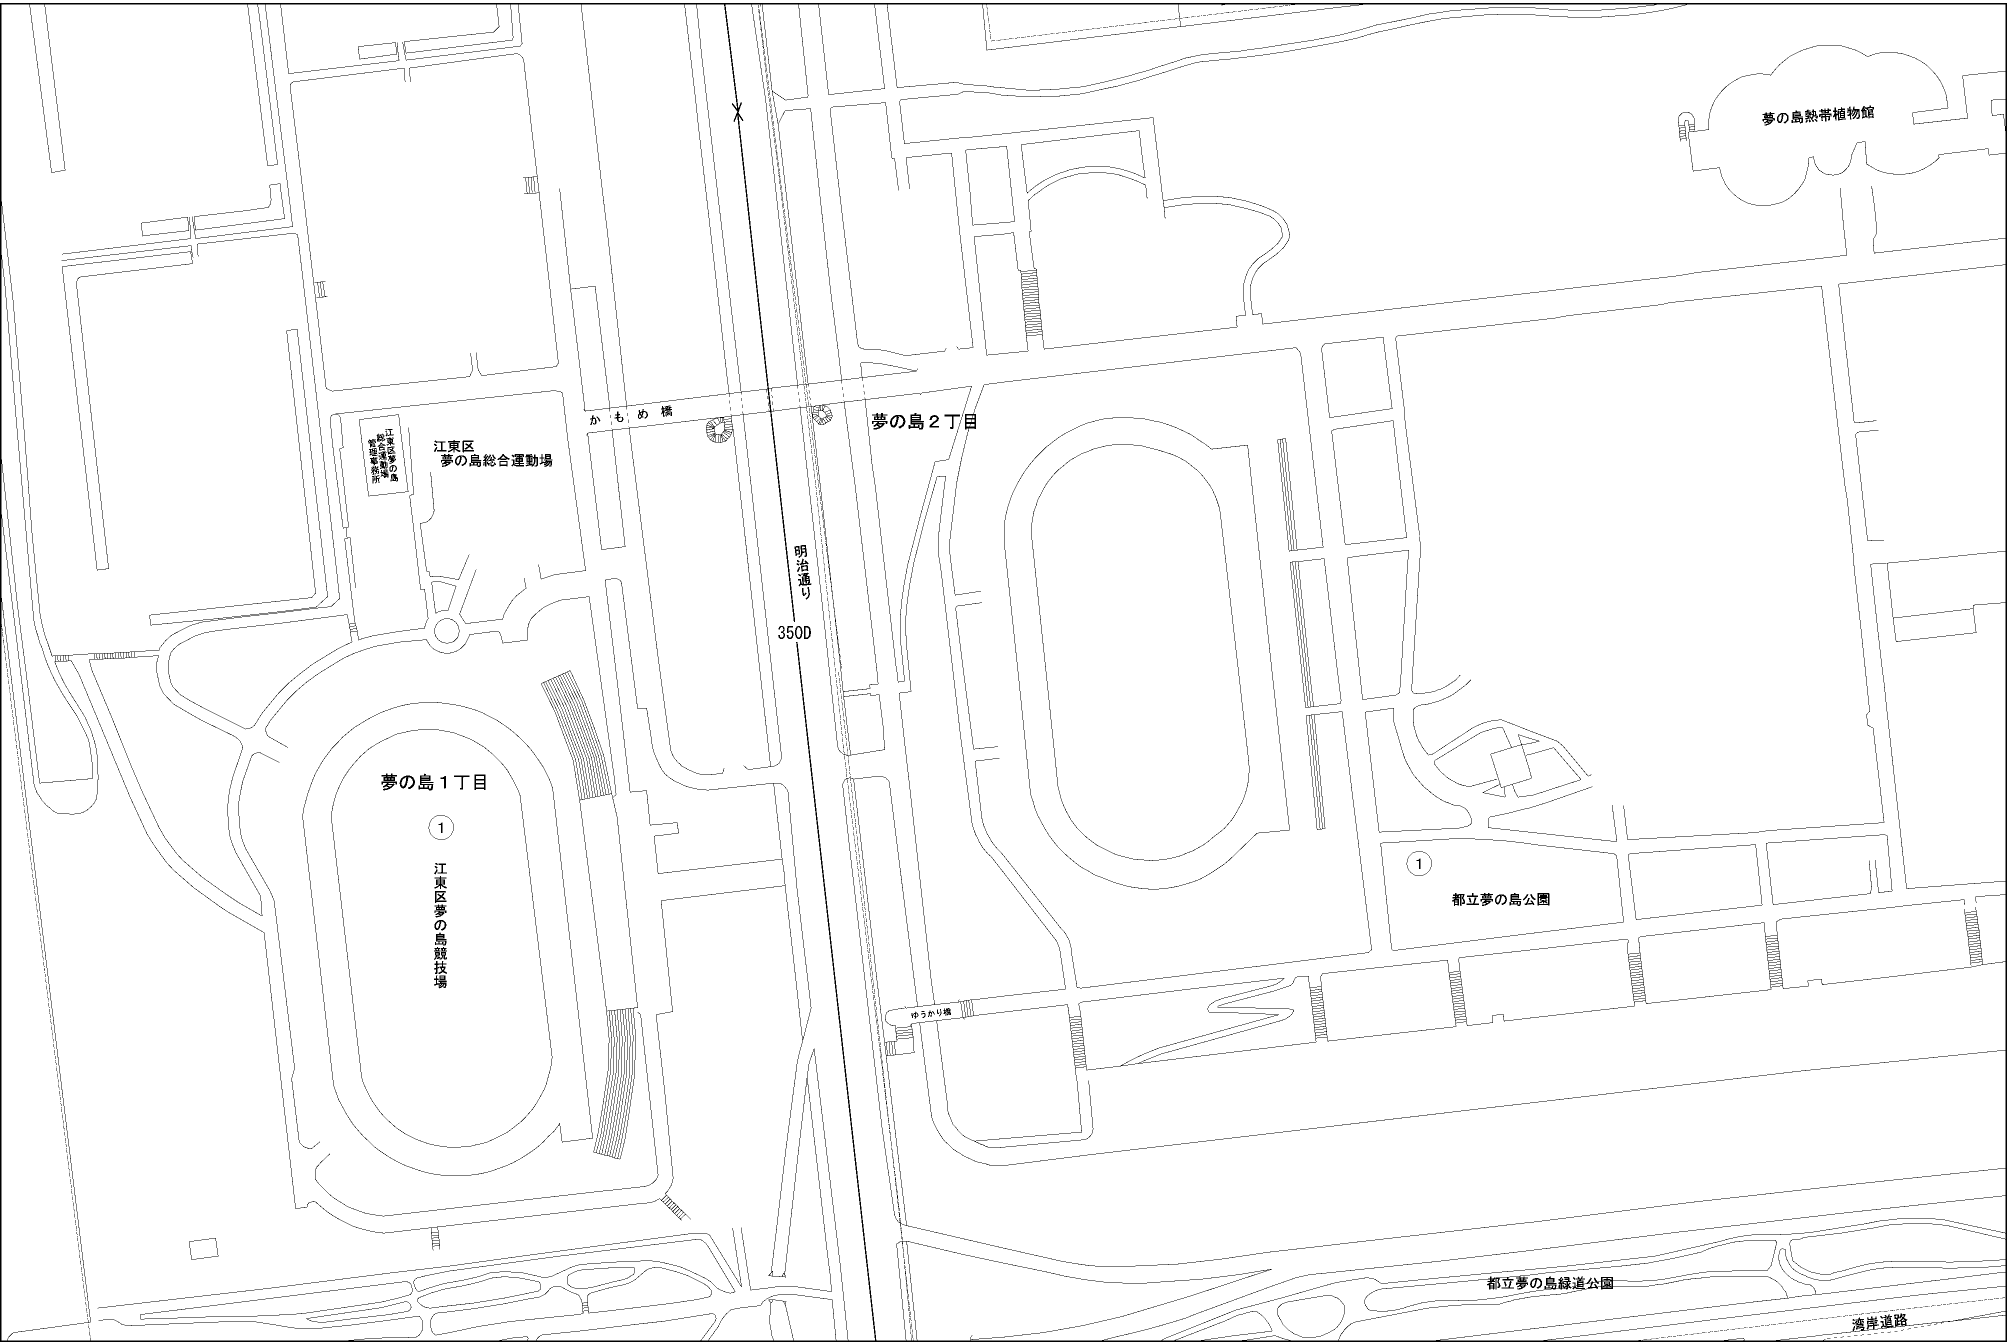 夢の島熱帯植物館
かもめ橋
夢の島２丁目
江東区夢の島
総合運動場
管理事務所
江東区
夢の島総合運動場
明治通り
350D
夢の島１丁目
1
江東区夢の島競技場
1
都立夢の島公園
ゆうかり橋
都立夢の島緑道公園
湾岸道路